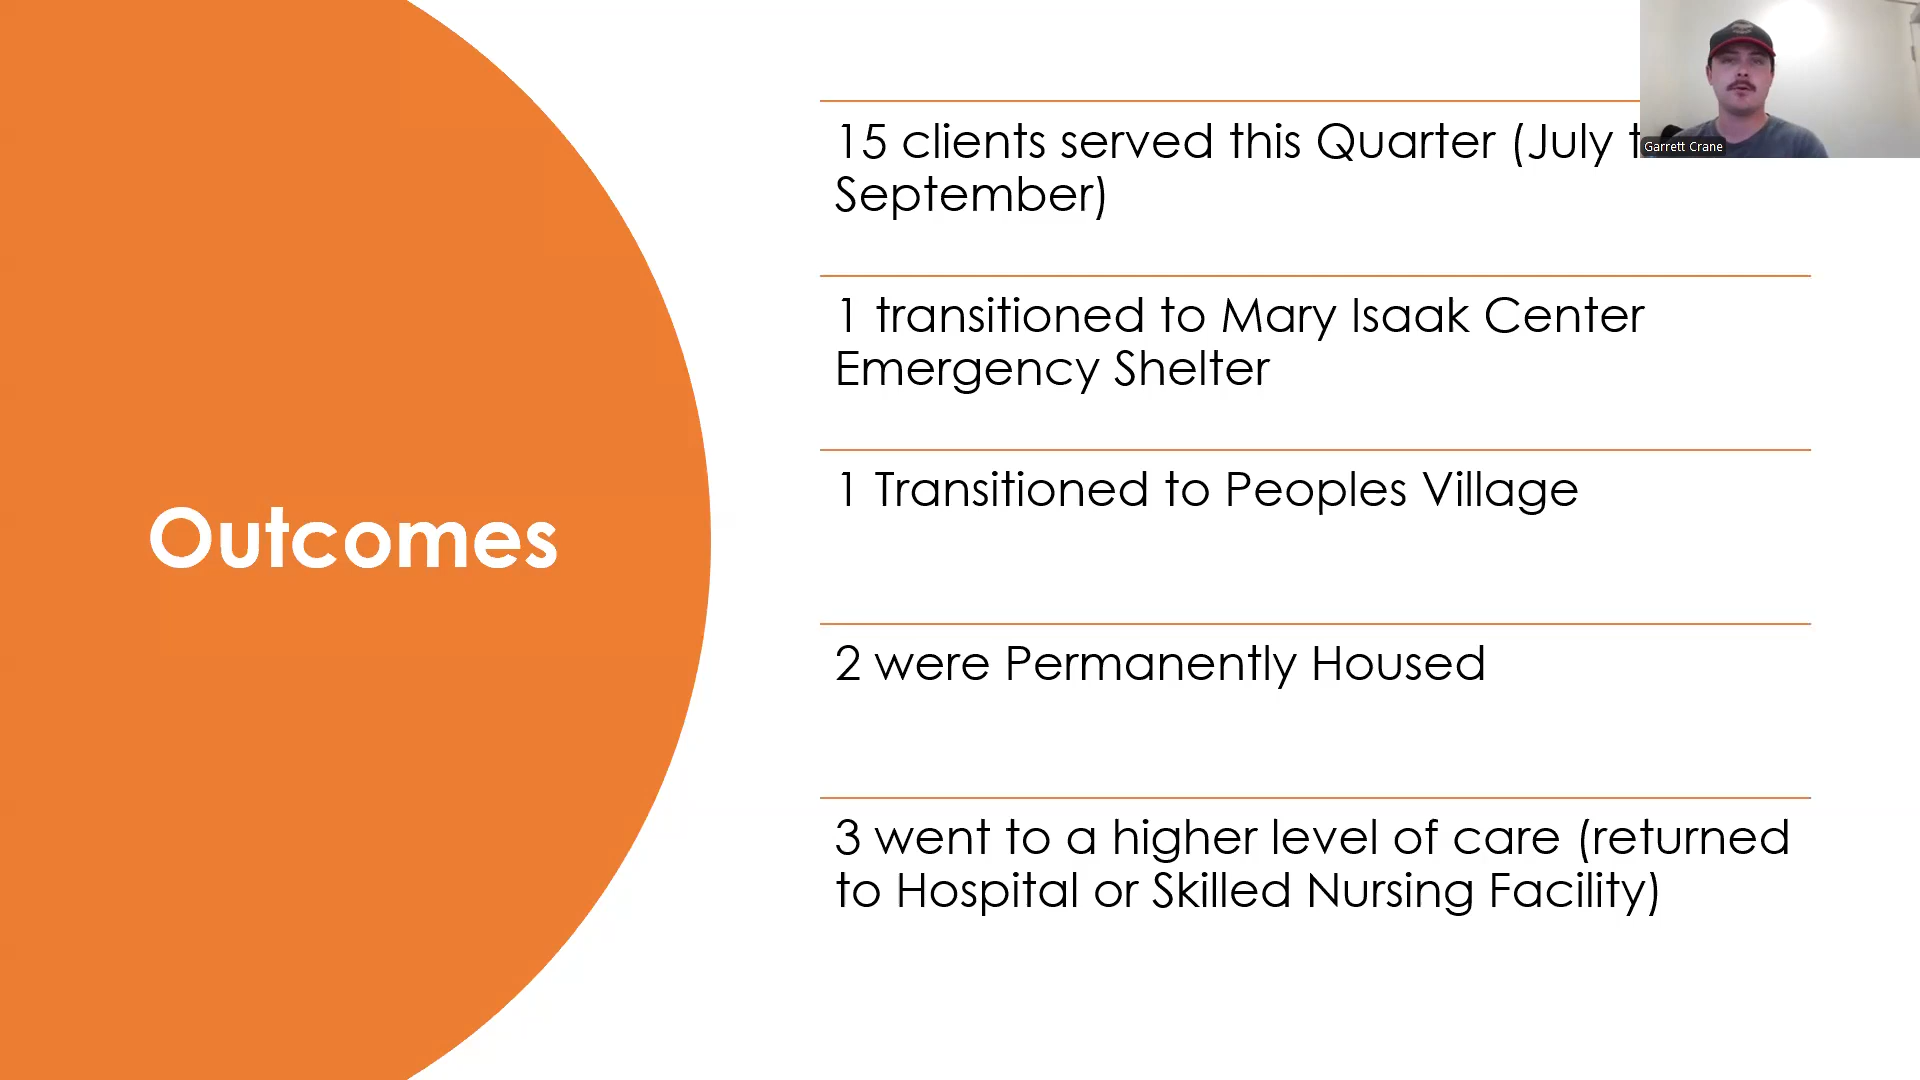 Outcomes
15 clients served this Quarter (July
September)
1 transitioned to Mary Isaak Center
Emergency Shelter
1 Transitioned to Peoples Village
2 were Permanently Housed
3 went to a higher level of care (returned
to Hospital or Skilled Nursing Facility)
Garrett Crane